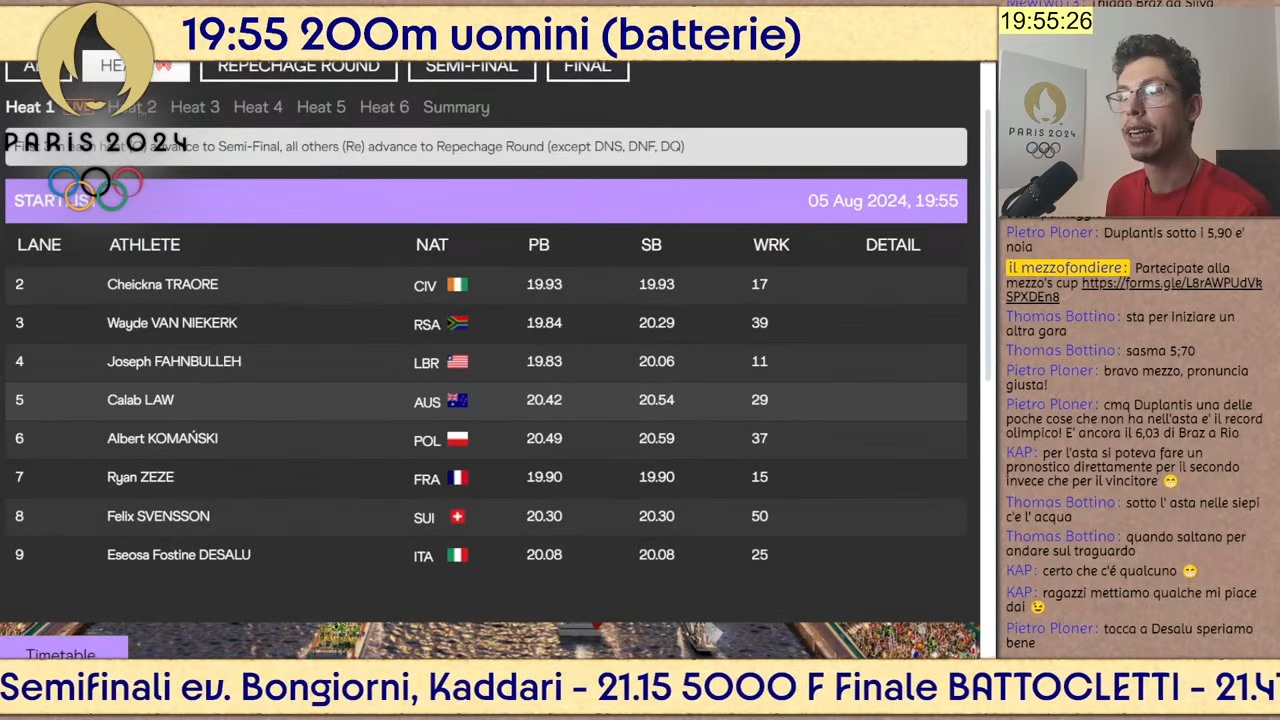 19:55 200m uomini (batterie)
19:55:26
REPECHAGE ROUND SEMI-FINAL FINAL
Heat 1 Heat 2 Heat 3 Heat 4 Heat 5 Heat 6 Summary
PARIS 2024
advance to Semi-Final, all others (Re) advance to Repechage Round (except DNS, DNF, DQ)
05 Aug 2024, 19:55
LANE ATHLETE NAT PB SB WRK DETAIL
2 Cheickna TRAORE CIV 19.93 19.93 17
3 Wayde VAN NIEKERK RSA 19.84 20.29 39
4 Joseph FAHNBULLEH LBR 19.83 20.06 11
5 Calab LAW AUS 20.42 20.54 29
6 Albert KOMAŃSKI POL 20.49 20.59 37
7 Ryan ZEZE FRA 19.90 19.90 15
8 Felix SVENSSON SUI 20.30 20.30 50
9 Eseosa Fostine DESALU ITA 20.08 20.08 25
Timetable
PARIS 2024
Pietro Ploner: Duplantis sotto i 5,90 e'
noia
il mezzofondiere: Partecipate alla
mezzo's cup https://forms.gle/L8rAWPUdVk
SPXDEn8
Thomas Bottino: sta per iniziare un
altra gara
Thomas Bottino: sasma 5;70
Pietro Ploner: bravo mezzo, pronuncia
giusta!
Pietro Ploner: cmq Duplantis una delle
poche cose che non ha nell'asta e' il record
olimpico! E' ancora il 6,03 di Braz a Rio
KAP: per l'asta si poteva fare un
pronostico direttamente per il secondo
invece che per il vincitore 😁
Thomas Bottino: sotto l' asta nelle siepi
c'e l' acqua
Thomas Bottino: quando saltano per
andare sul traguardo
KAP: certo che c'é qualcuno 😁
KAP: ragazzi mettiamo qualche mi piace
dai 😉
Pietro Ploner: tocca a Desalu speriamo
bene
Semifinali ev. Bongiorni, Kaddari - 21.15 5000 F Finale BATTOCLETTI - 21.4